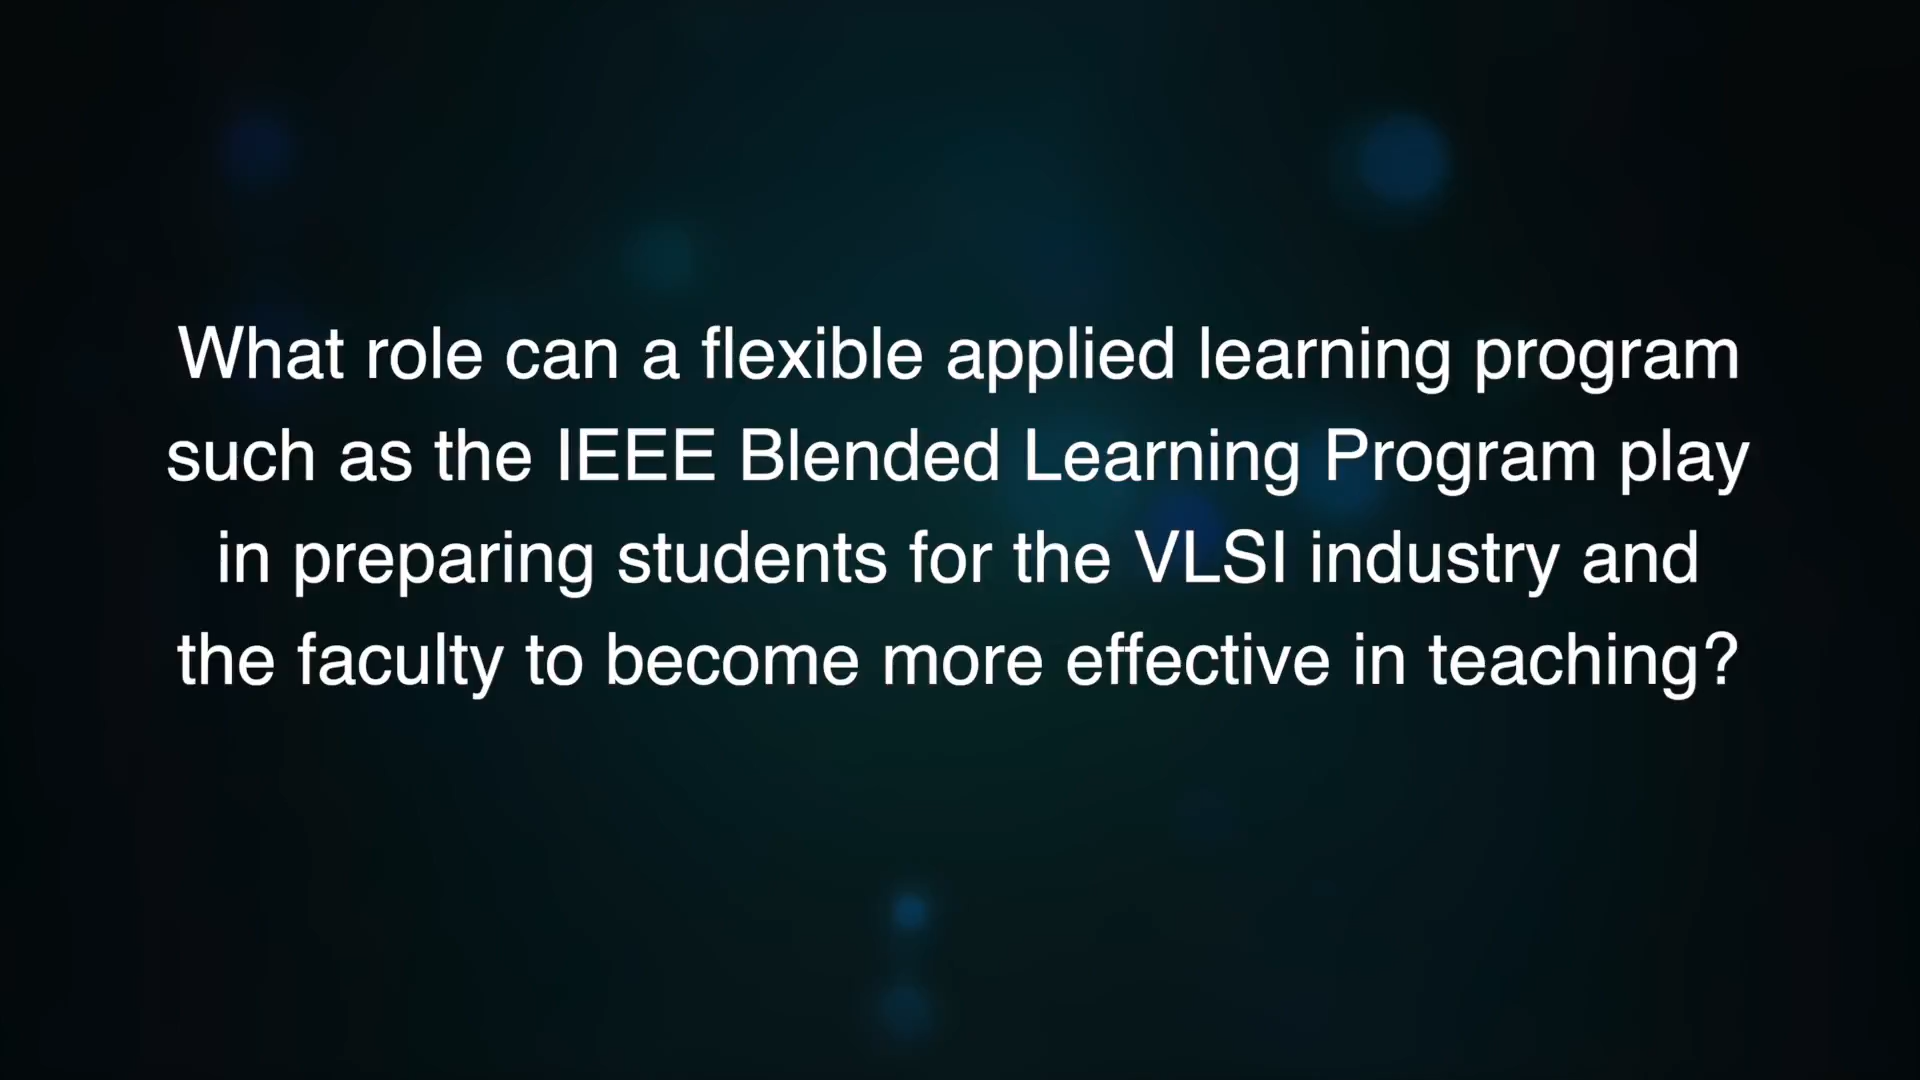 What role can a flexible applied learning program
such as the IEEE Blended Learning Program play
in preparing students for the VLSI industry and
the faculty to become more effective in teaching?